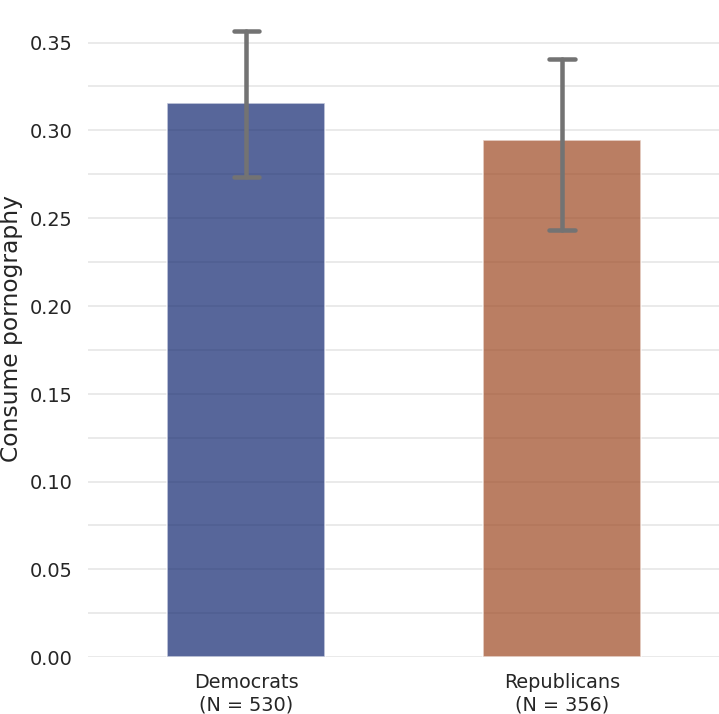 Consume pornography
0.35
0.30
0.25
0.20
0.15
0.10
0.05
0.00
Democrats
(N = 530)
Republicans
(N = 356)